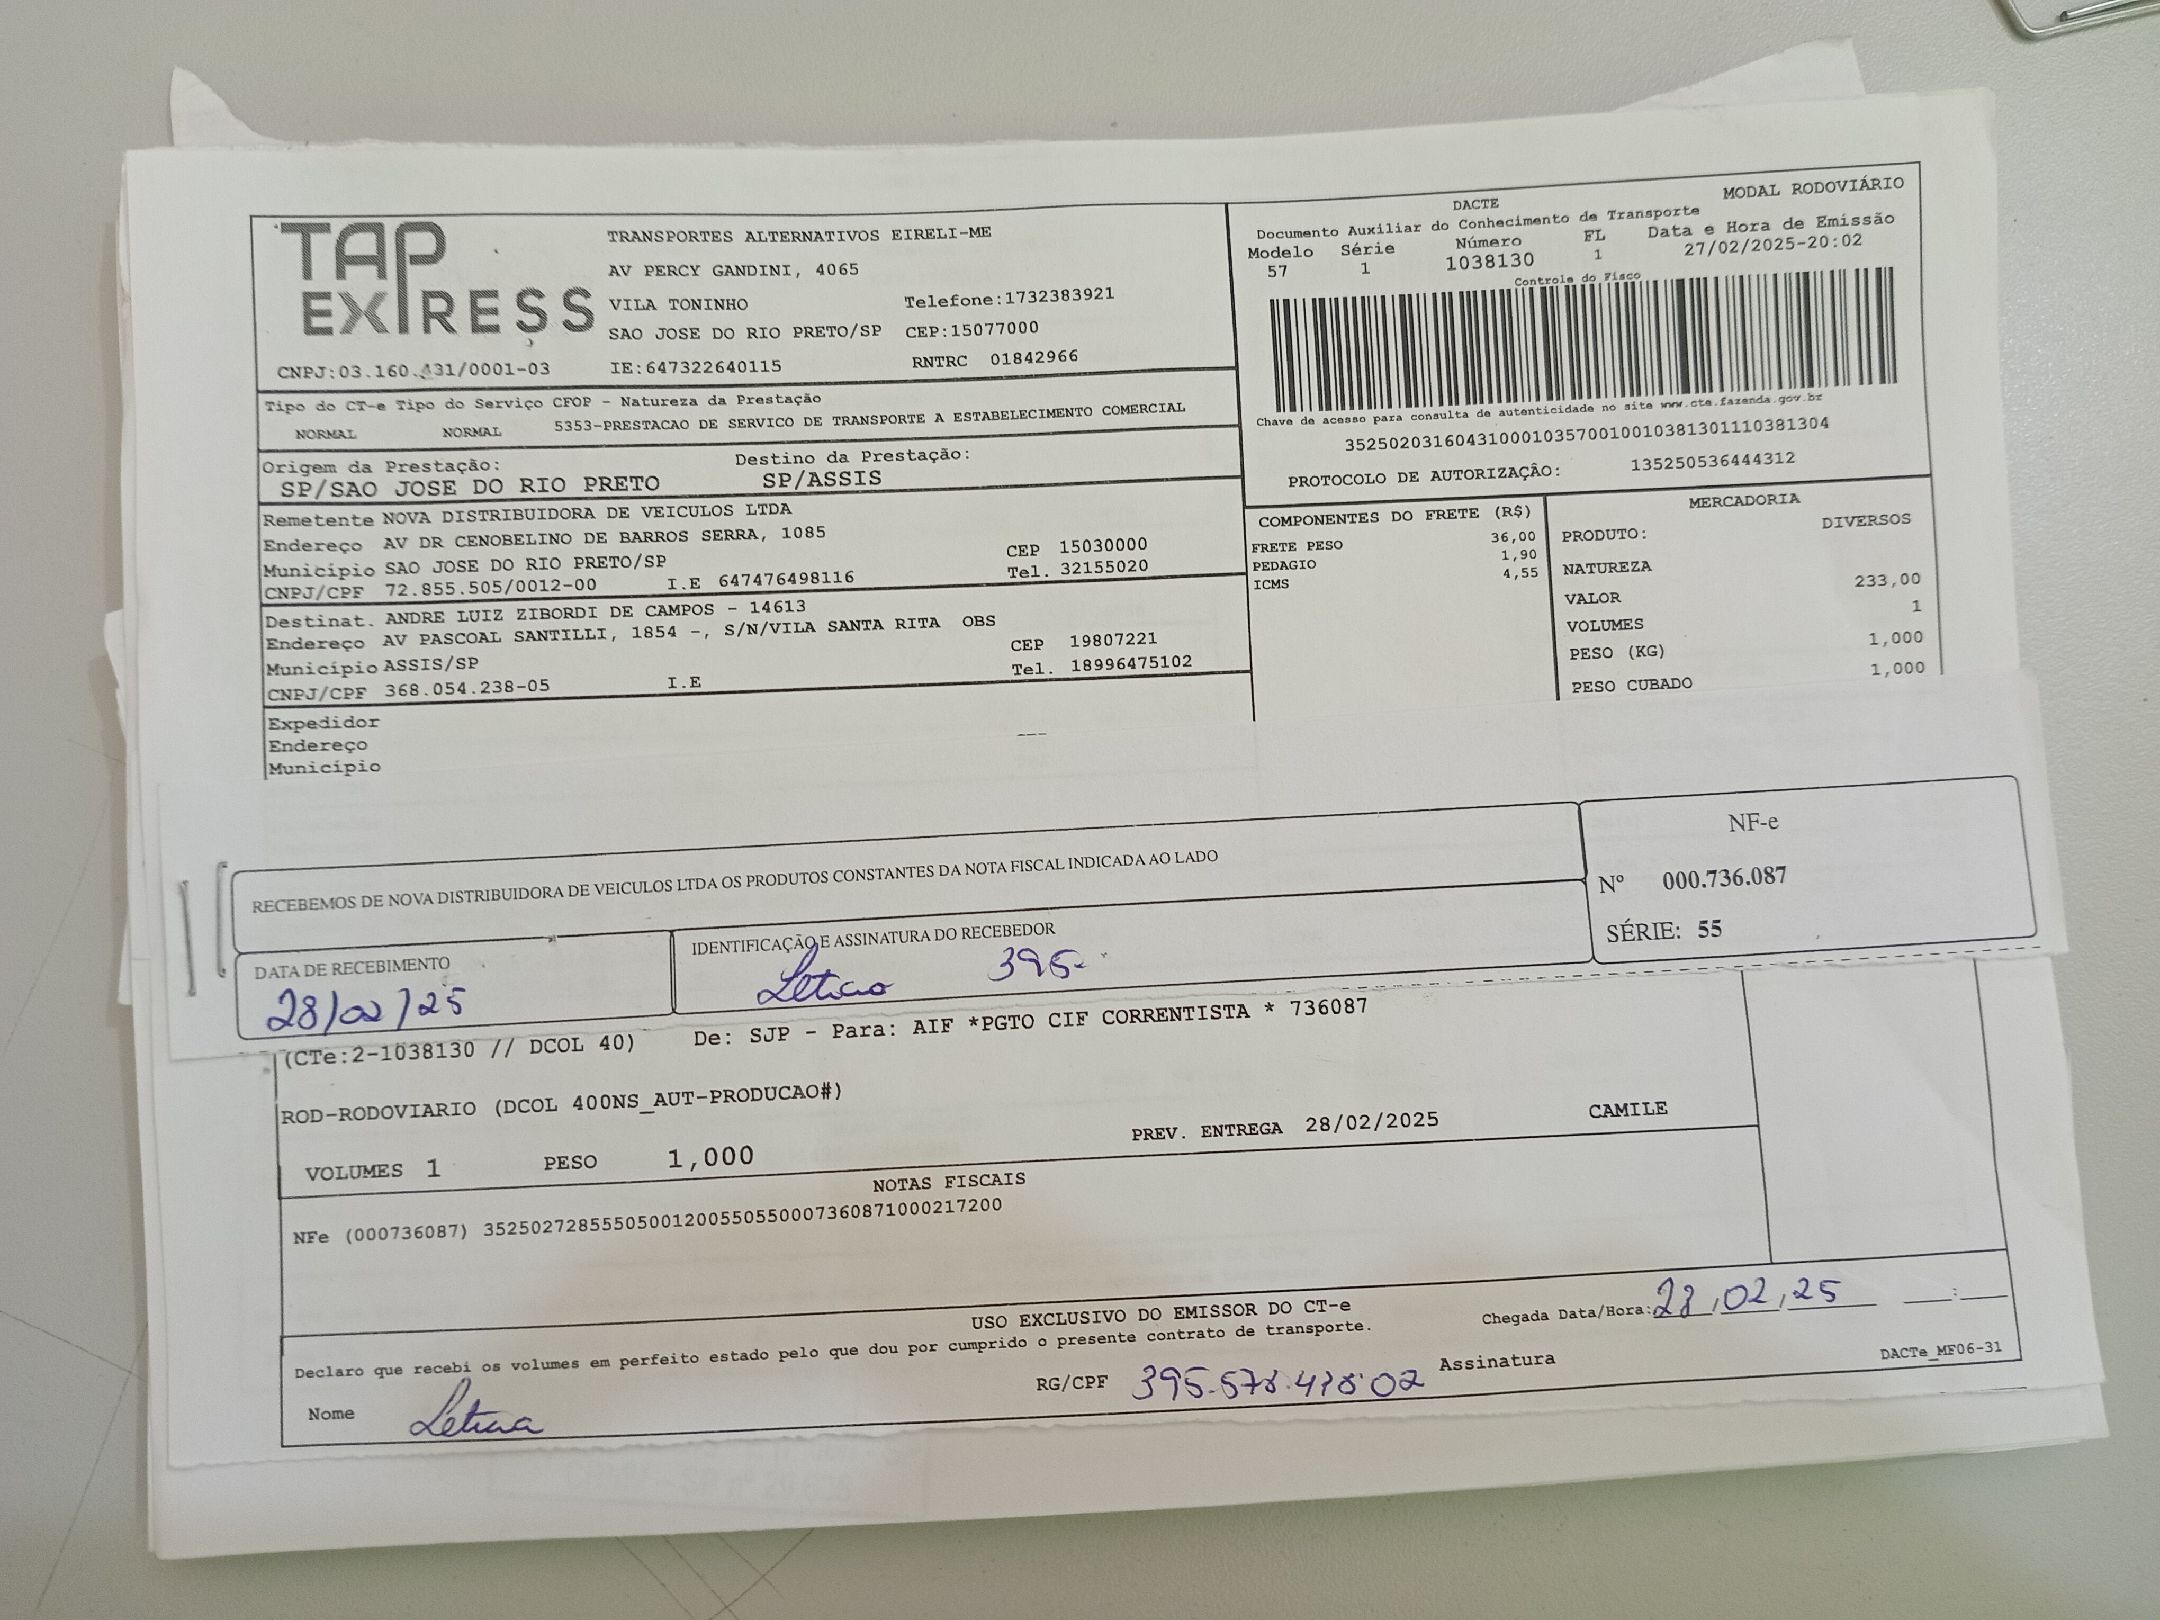 TAP EXPRESS
TRANSPORTES ALTERNATIVOS EIRELI-ME
AV PERCY GANDINI, 4065
VILA TONINHO Telefone:1732383921
SAO JOSE DO RIO PRETO/SP CEP:15077000
CNPJ:03.160.431/0001-03 IE:647322640115 RNTRC 01842966
MODAL RODOVIÁRIO
DACTE
Documento Auxiliar do Conhecimento de Transporte
Modelo Série Número FL Data e Hora de Emissão
57 1 1038130 1 27/02/2025-20:02
Controle do Fisco
Chave de acesso para consulta de autenticidade no site www.cte.fazenda.gov.br
35250203160431000103570010010381301110381304
PROTOCOLO DE AUTORIZAÇÃO: 135250536444312
Tipo do CT-e Tipo do Serviço CFOP - Natureza da Prestação
NORMAL NORMAL 5353-PRESTACAO DE SERVICO DE TRANSPORTE A ESTABELECIMENTO COMERCIAL
Origem da Prestação: Destino da Prestação:
SP/SAO JOSE DO RIO PRETO SP/ASSIS
Remetente NOVA DISTRIBUIDORA DE VEICULOS LTDA
Endereço AV DR CENOBELINO DE BARROS SERRA, 1085
Município SAO JOSE DO RIO PRETO/SP CEP 15030000
CNPJ/CPF 72.855.505/0012-00 I.E 647476498116 Tel. 32155020
Destinat. ANDRE LUIZ ZIBORDI DE CAMPOS - 14613
Endereço AV PASCOAL SANTILLI, 1854 -, S/N/VILA SANTA RITA OBS
Município ASSIS/SP CEP 19807221
CNPJ/CPF 368.054.238-05 I.E Tel. 18996475102
Expedidor
Endereço
Município
COMPONENTES DO FRETE (R$)
FRETE PESO 36,00
PEDAGIO 1,90
ICMS 4,55
MERCADORIA
PRODUTO: DIVERSOS
NATUREZA
VALOR 233,00
VOLUMES 1
PESO (KG) 1,000
PESO CUBADO 1,000
RECEBEMOS DE NOVA DISTRIBUIDORA DE VEICULOS LTDA OS PRODUTOS CONSTANTES DA NOTA FISCAL INDICADA AO LADO
NF-e
Nº 000.736.087
SÉRIE: 55
DATA DE RECEBIMENTO IDENTIFICAÇÃO E ASSINATURA DO RECEBEDOR
28/02/25 Leticia 395-
(CTe:2-1038130 // DCOL 40) De: SJP - Para: AIF *PGTO CIF CORRENTISTA * 736087
ROD-RODOVIARIO (DCOL 400NS_AUT-PRODUCAO#)
VOLUMES 1 PESO 1,000 PREV. ENTREGA 28/02/2025 CAMILE
NOTAS FISCAIS
NFe (000736087) 35250272855505001200550550007360871000217200
USO EXCLUSIVO DO EMISSOR DO CT-e
Declaro que recebi os volumes em perfeito estado pelo que dou por cumprido o presente contrato de transporte.
Chegada Data/Hora: 28,02,25 :
Nome Leticia RG/CPF 395.578.418.02 Assinatura
DACTe_MF06-31